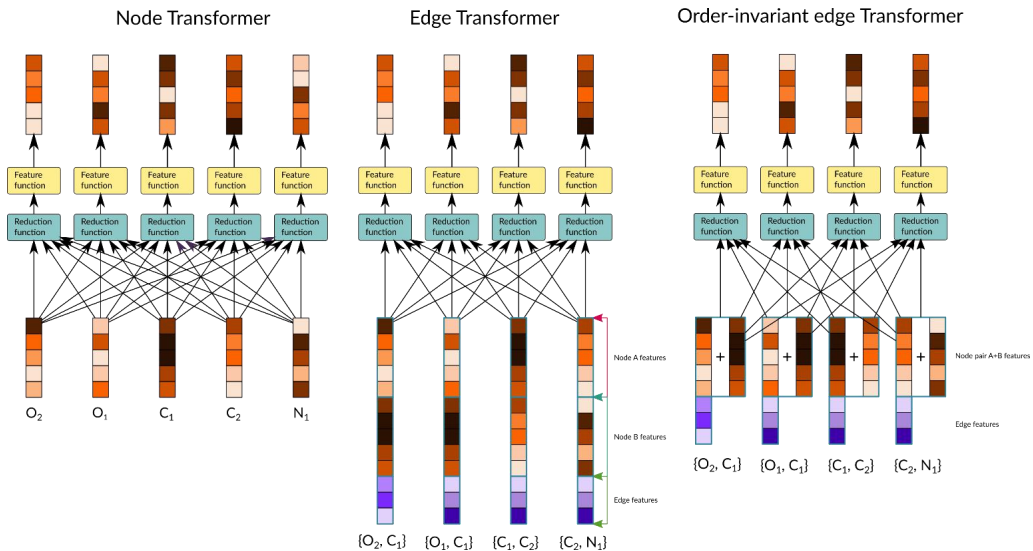 Node Transformer
Edge Transformer
Order-invariant edge Transformer
Feature function
Feature function
Feature function
Feature function
Feature function
Reduction function
Reduction function
Reduction function
Reduction function
Reduction function
O₂
O₁
C₁
C₂
N₁
Feature function
Feature function
Feature function
Feature function
Reduction function
Reduction function
Reduction function
Reduction function
Node A features
Node B features
Edge features
{O₂, C₁}
{O₁, C₁}
{C₁, C₂}
{C₂, N₁}
Feature function
Feature function
Feature function
Feature function
Reduction function
Reduction function
Reduction function
Reduction function
+
+
+
+
Node pair A+B features
Edge features
{O₂, C₁}
{O₁, C₁}
{C₁, C₂}
{C₂, N₁}